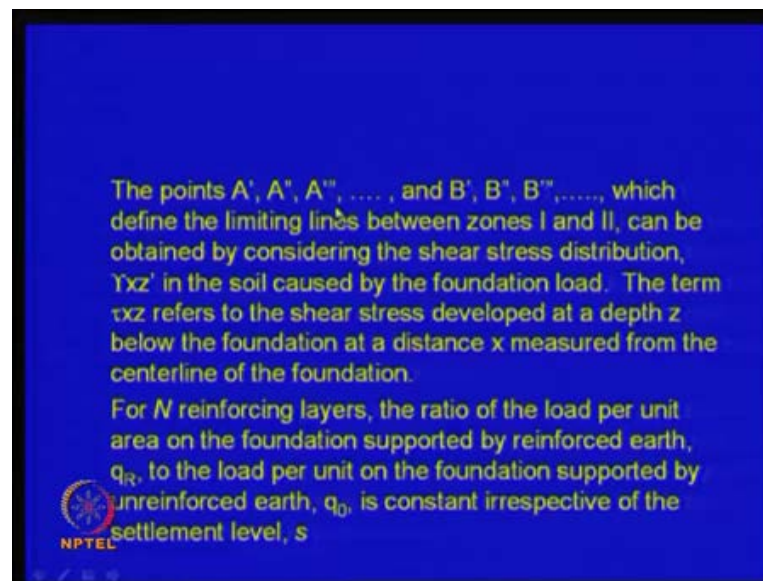 The points A', A", A'", .... , and B', B", B'",....., which
define the limiting lines between zones I and II, can be
obtained by considering the shear stress distribution,
ϒxz' in the soil caused by the foundation load. The term
τxz refers to the shear stress developed at a depth z
below the foundation at a distance x measured from the
centerline of the foundation.
For N reinforcing layers, the ratio of the load per unit
area on the foundation supported by reinforced earth,
qR, to the load per unit on the foundation supported by
unreinforced earth, q0, is constant irrespective of the
settlement level, s
NPTEL